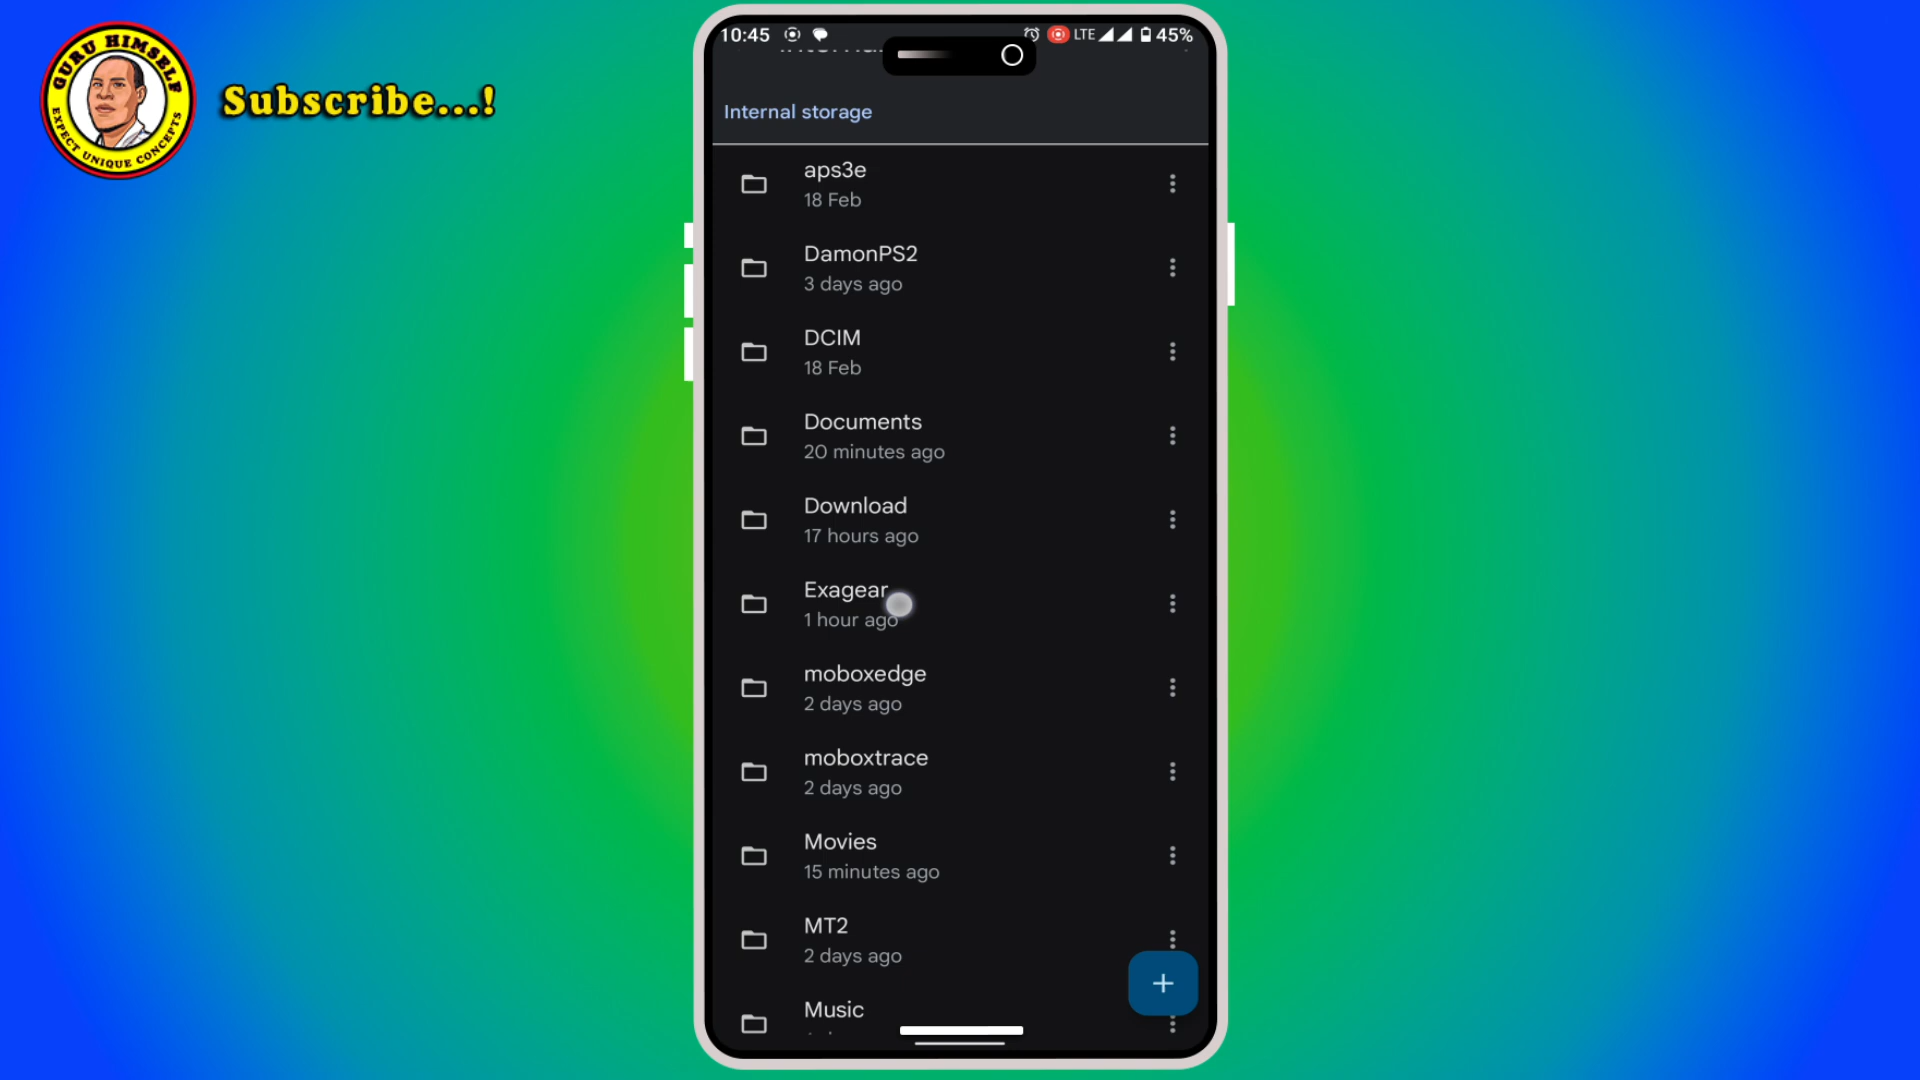 GURU HIMSELF
EXPECT UNIQUE CONCEPTS
Subscribe...!
10:45
LTE
45%
Internal storage
aps3e
18 Feb
DamonPS2
3 days ago
DCIM
18 Feb
Documents
20 minutes ago
Download
17 hours ago
Exagear
1 hour ago
moboxedge
2 days ago
moboxtrace
2 days ago
Movies
15 minutes ago
MT2
2 days ago
Music